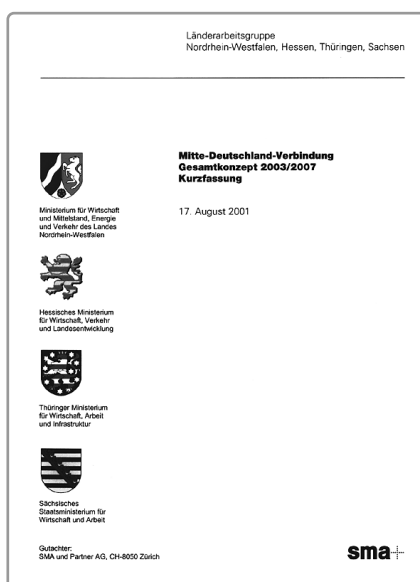 Länderarbeitsgruppe
Nordrhein-Westfalen, Hessen, Thüringen, Sachsen
Mitte-Deutschland-Verbindung
Gesamtkonzept 2003/2007
Kurzfassung
17. August 2001
Ministerium für Wirtschaft
und Mittelstand, Energie
und Verkehr des Landes
Nordrhein-Westfalen
Hessisches Ministerium
für Wirtschaft, Verkehr
und Landesentwicklung
Thüringer Ministerium
für Wirtschaft, Arbeit
und Infrastruktur
Sächsisches
Staatsministerium für
Wirtschaft und Arbeit
Gutachter:
SMA und Partner AG, CH-8050 Zürich
sma+